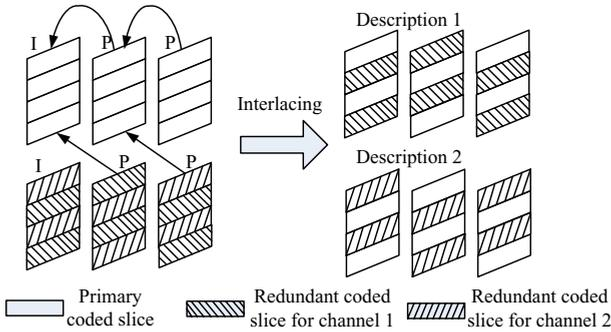 I P P
Interlacing
I P P
Description 1
Description 2
Primary
coded slice
Redundant coded
slice for channel 1
Redundant coded
slice for channel 2